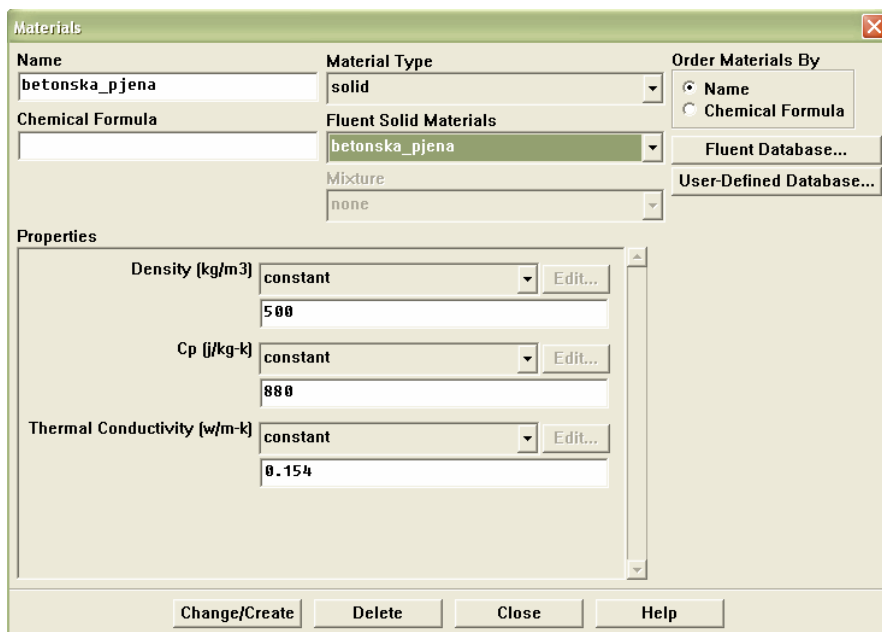 Materials
Name
betonska_pjena
Chemical Formula
Material Type
solid
Fluent Solid Materials
betonska_pjena
Mixture
none
Order Materials By
Name
Chemical Formula
Fluent Database...
User-Defined Database...
Properties
Density (kg/m3)
constant
Edit...
500
Cp (j/kg-k)
constant
Edit...
880
Thermal Conductivity (w/m-k)
constant
Edit...
0.154
Change/Create
Delete
Close
Help